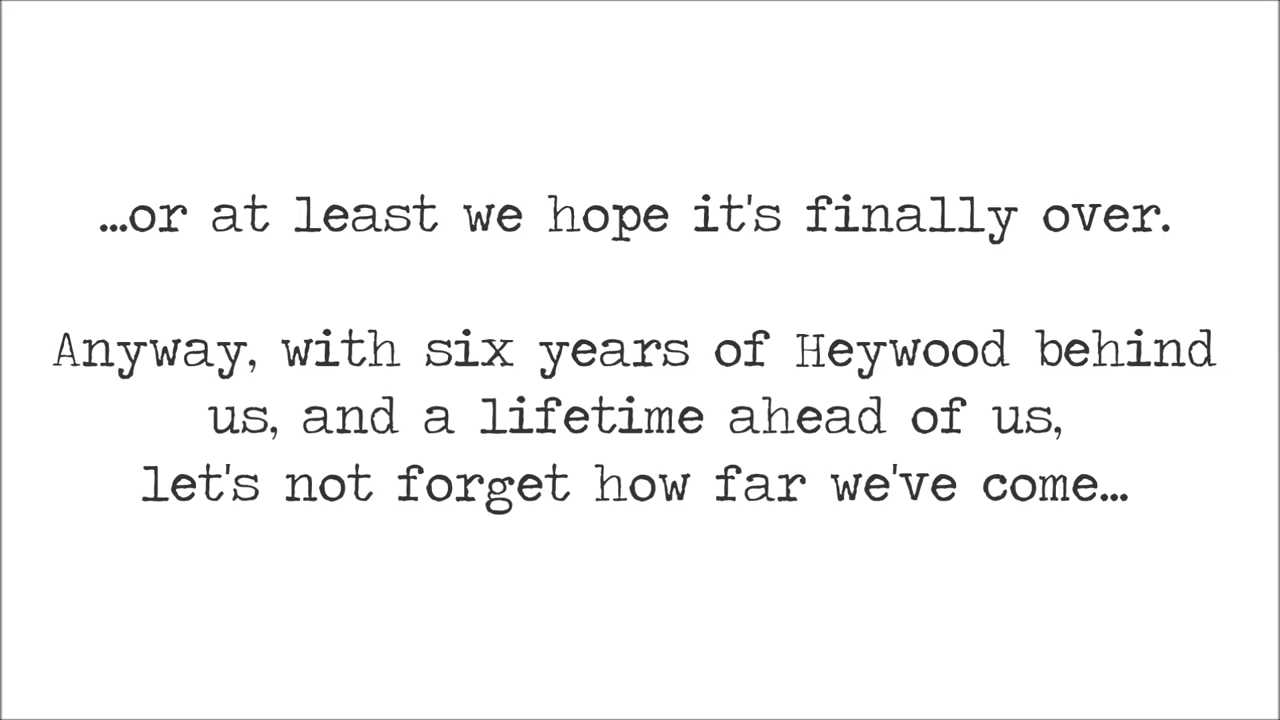 ...or at least we hope it's finally over.
Anyway, with six years of Heywood behind
us, and a lifetime ahead of us,
let's not forget how far we've come...